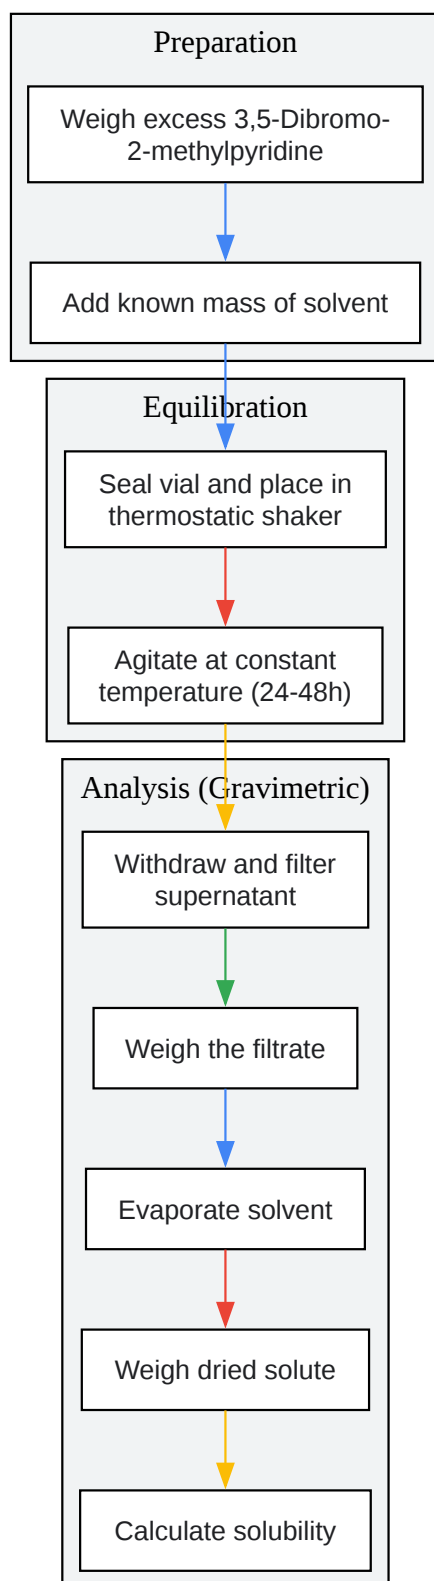 Preparation
Weigh excess 3,5-Dibromo-
2-methylpyridine
Add known mass of solvent
Equilibration
Seal vial and place in
thermostatic shaker
Agitate at constant
temperature (24-48h)
Analysis (Gravimetric)
Withdraw and filter
supernatant
Weigh the filtrate
Evaporate solvent
Weigh dried solute
Calculate solubility